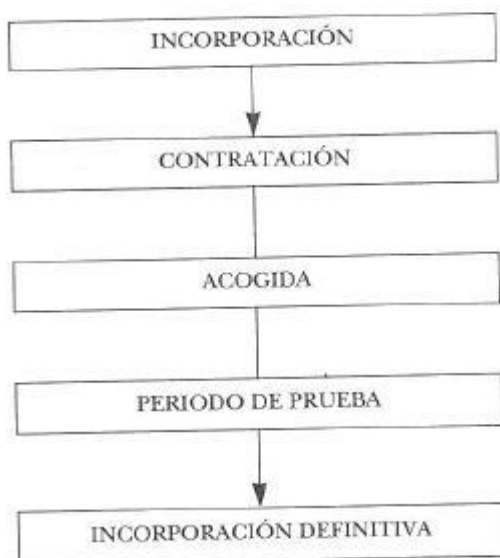 INCORPORACIÓN
CONTRATACIÓN
ACOGIDA
PERIODO DE PRUEBA
INCORPORACIÓN DEFINITIVA